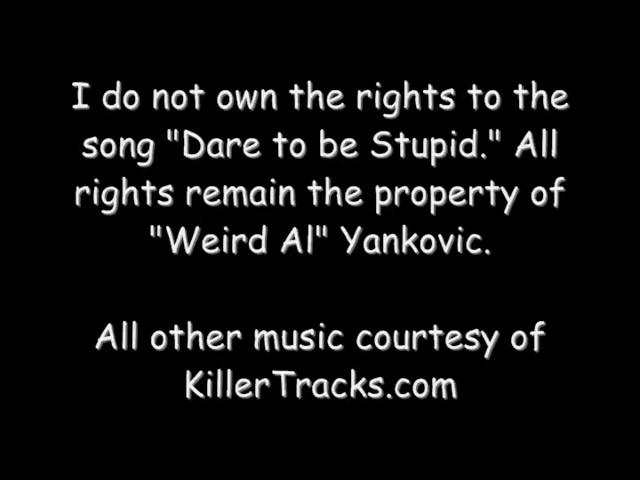 I do not own the rights to the
song "Dare to be Stupid." All
rights remain the property of
"Weird Al" Yankovic.
All other music courtesy of
KillerTracks.com